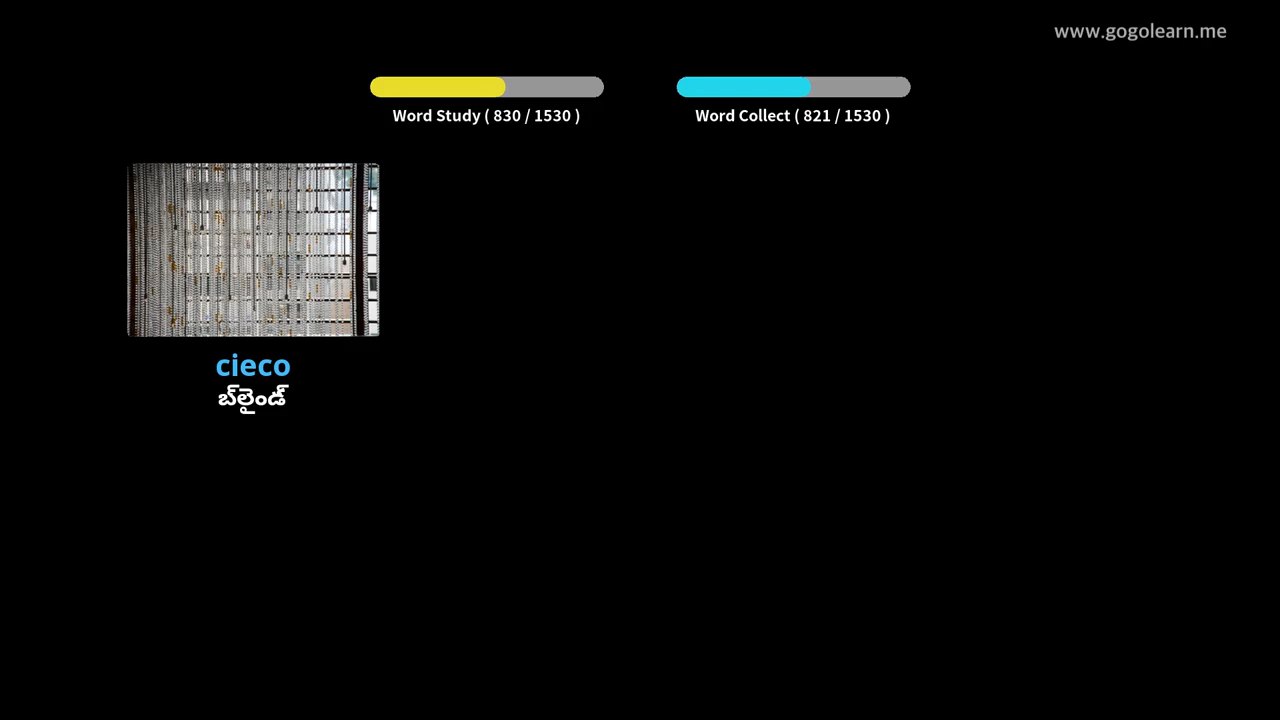 www.gogolearn.me
Word Study ( 830 / 1530 )
Word Collect ( 821 / 1530 )
cieco
బ్‌లైండ్